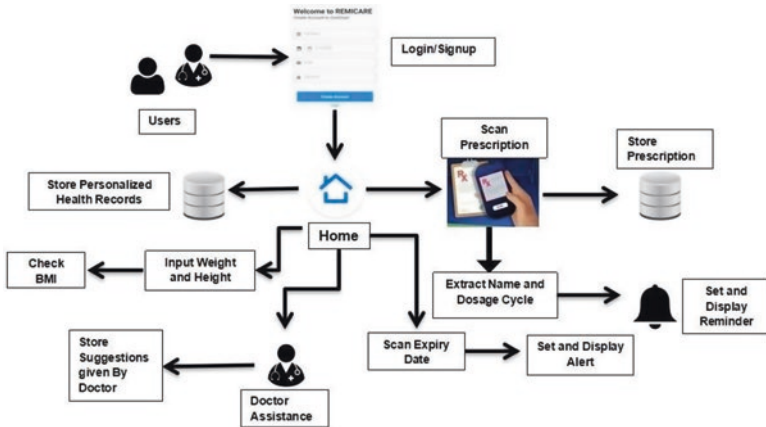 Welcome to REMICARE
Login/Signup
Users
Scan
Prescription
Store
Prescription
Store Personalized
Health Records
Home
Check
BMI
Input Weight
and Height
Extract Name and
Dosage Cycle
Set and
Display
Reminder
Store
Suggestions
given By
Doctor
Scan Expiry
Date
Set and Display
Alert
Doctor
Assistance